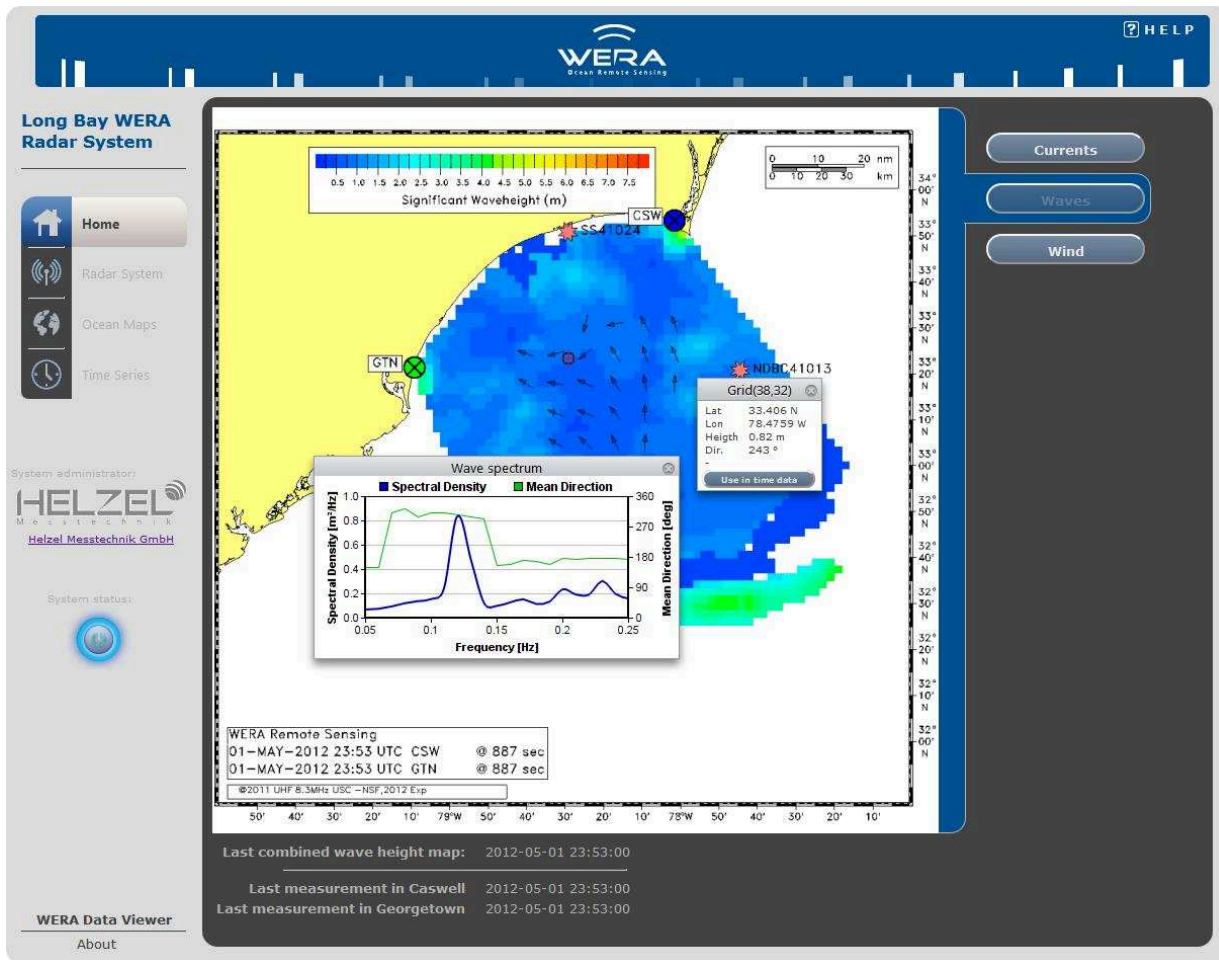 ? HELP
WERA
Ocean Remote Sensing
Long Bay WERA
Radar System
Home
Radar System
Ocean Maps
Time Series
System administrator:
HELZEL
Messtechnik
Helzel Messtechnik GmbH
System status:
WERA Data Viewer
About
Currents
Waves
Wind
0.5 1.0 1.5 2.0 2.5 3.0 3.5 4.0 4.5 5.0 5.5 6.0 6.5 7.0 7.5
Significant Waveheight (m)
0 10 20 nm
0 10 20 30 km
CSW
SS41024
GTN
NDBC41013
34° 00' N
33° 50' N
33° 40' N
33° 30' N
33° 20' N
33° 10' N
33° 00' N
32° 50' N
32° 40' N
32° 30' N
32° 20' N
32° 10' N
32° 00' N
Grid(38,32)
Lat 33.406 N
Lon 78.4759 W
Heigth 0.82 m
Dir. 243 °
-
Use in time data
Wave spectrum
Spectral Density Mean Direction
Spectral Density [m²/Hz]
1.0
0.8
0.6
0.4
0.2
0.0
360
270
180
90
0
Mean Direction [deg]
0.05 0.1 0.15 0.2 0.25
Frequency [Hz]
WERA Remote Sensing
01-MAY-2012 23:53 UTC CSW @ 887 sec
01-MAY-2012 23:53 UTC GTN @ 887 sec
@2011 UHF 8.3MHz USC -NSF,2012 Exp
50' 40' 30' 20' 10' 79°W 50' 40' 30' 20' 10' 78°W 50' 40' 30' 20' 10'
Last combined wave height map: 2012-05-01 23:53:00
Last measurement in Caswell 2012-05-01 23:53:00
Last measurement in Georgetown 2012-05-01 23:53:00